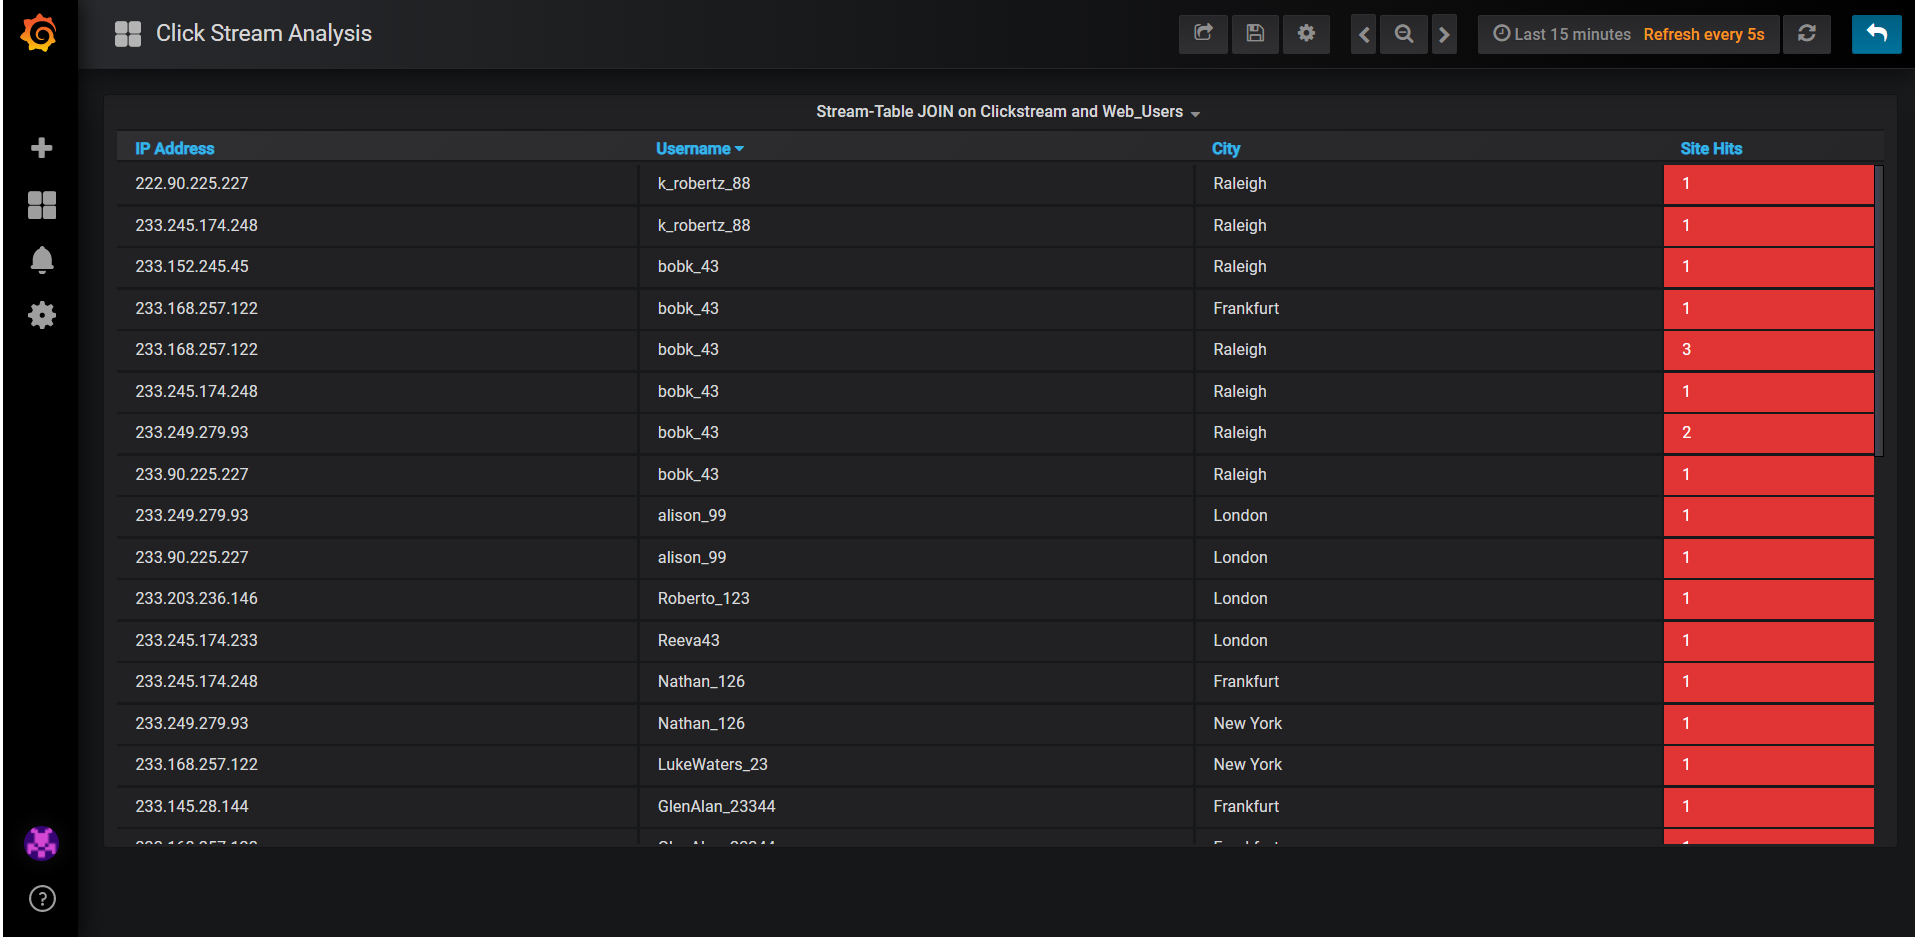 Click Stream Analysis
Last 15 minutes Refresh every 5s
Stream-Table JOIN on Clickstream and Web_Users
IP Address Username City Site Hits
222.90.225.227 k_robertz_88 Raleigh 1
233.245.174.248 k_robertz_88 Raleigh 1
233.152.245.45 bobk_43 Raleigh 1
233.168.257.122 bobk_43 Frankfurt 1
233.168.257.122 bobk_43 Raleigh 3
233.245.174.248 bobk_43 Raleigh 1
233.249.279.93 bobk_43 Raleigh 2
233.90.225.227 bobk_43 Raleigh 1
233.249.279.93 alison_99 London 1
233.90.225.227 alison_99 London 1
233.203.236.146 Roberto_123 London 1
233.245.174.233 Reeva43 London 1
233.245.174.248 Nathan_126 Frankfurt 1
233.249.279.93 Nathan_126 New York 1
233.168.257.122 LukeWaters_23 New York 1
233.145.28.144 GlenAlan_23344 Frankfurt 1